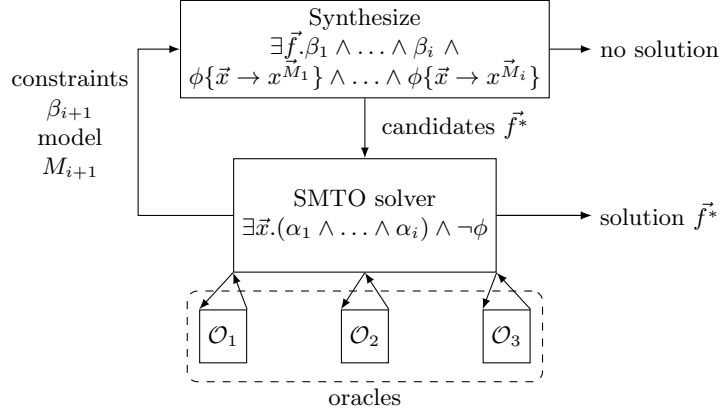 Synthesize
∃f⃗.β₁ ∧ … ∧ βᵢ ∧
ϕ{x⃗ → x^M⃗₁} ∧ … ∧ ϕ{x⃗ → x^M⃗ᵢ}
no solution
constraints
βᵢ₊₁
model
Mᵢ₊₁
candidates f⃗*
SMTO solver
∃x⃗.(α₁ ∧ … ∧ αᵢ) ∧ ¬ϕ
solution f⃗*
𝒪₁ 𝒪₂ 𝒪₃
oracles